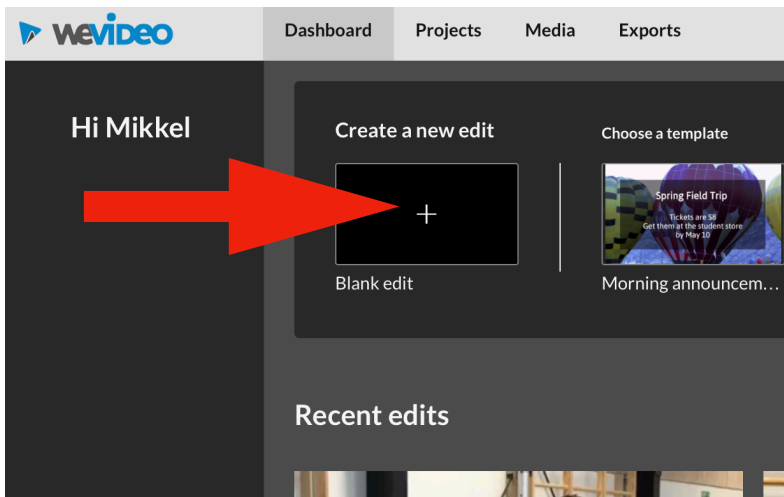 WeVideo
Dashboard
Projects
Media
Exports
Hi Mikkel
Create a new edit
Choose a template
Spring Field Trip
Tickets are $8
Get them at the student store
by May 10
Blank edit
Morning announcem...
Recent edits